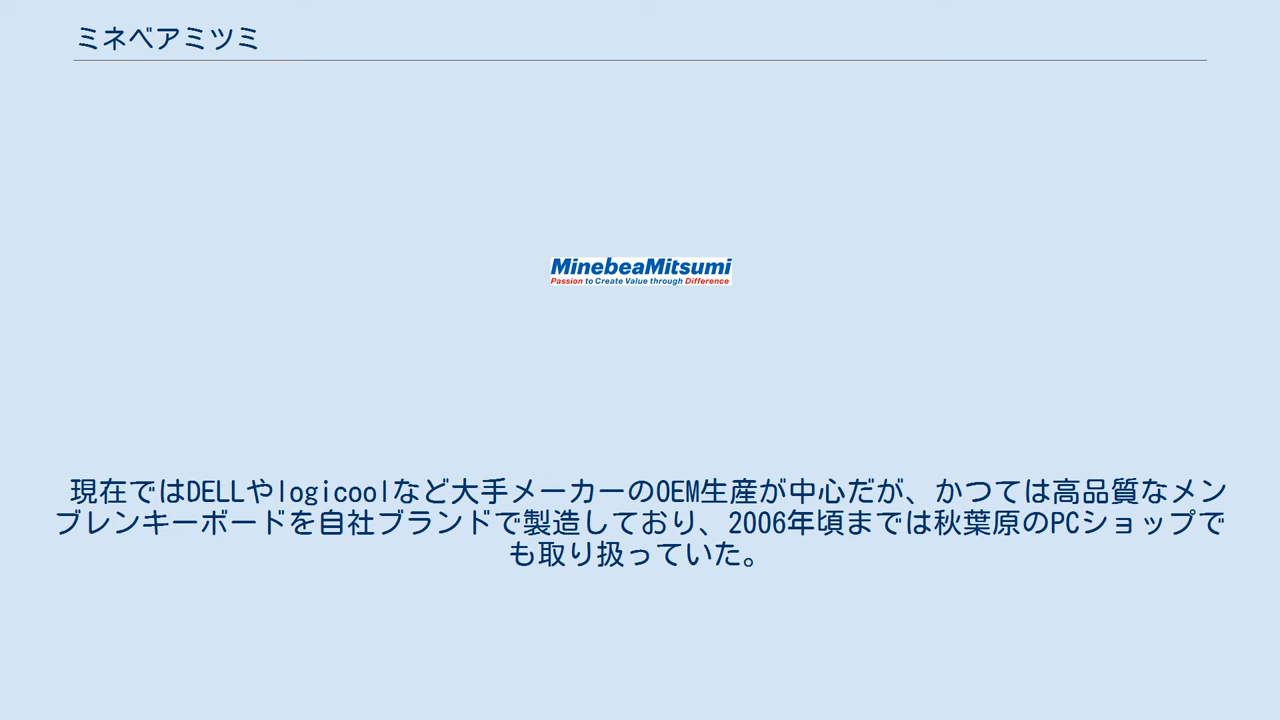 ミネベアミツミ
MinebeaMitsumi
Passion to Create Value through Difference
現在ではDELLやlogicoolなど大手メーカーのOEM生産が中心だが、かつては高品質なメン
ブレンキーボードを自社ブランドで製造しており、2006年頃までは秋葉原のPCショップで
も取り扱っていた。